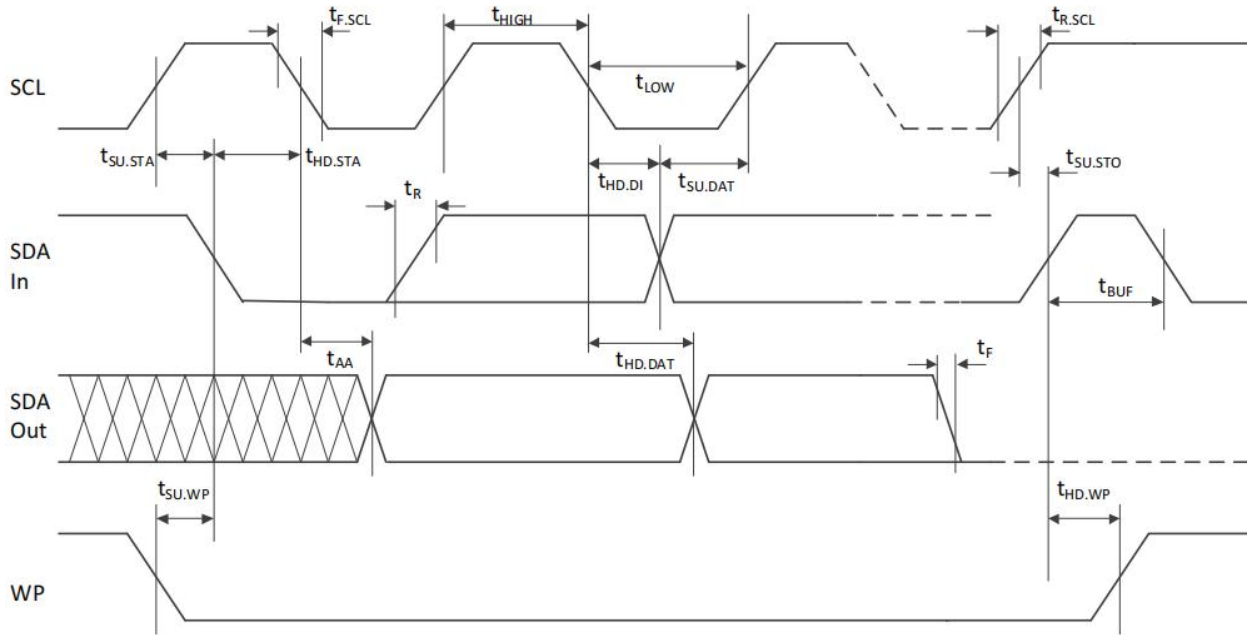 tF.SCL
tHIGH
tR.SCL
SCL
tLOW
tSU.STA
tHD.STA
tHD.DI
tSU.DAT
tSU.STO
tR
SDA
In
tBUF
tAA
tHD.DAT
tF
SDA
Out
tSU.WP
tHD.WP
WP